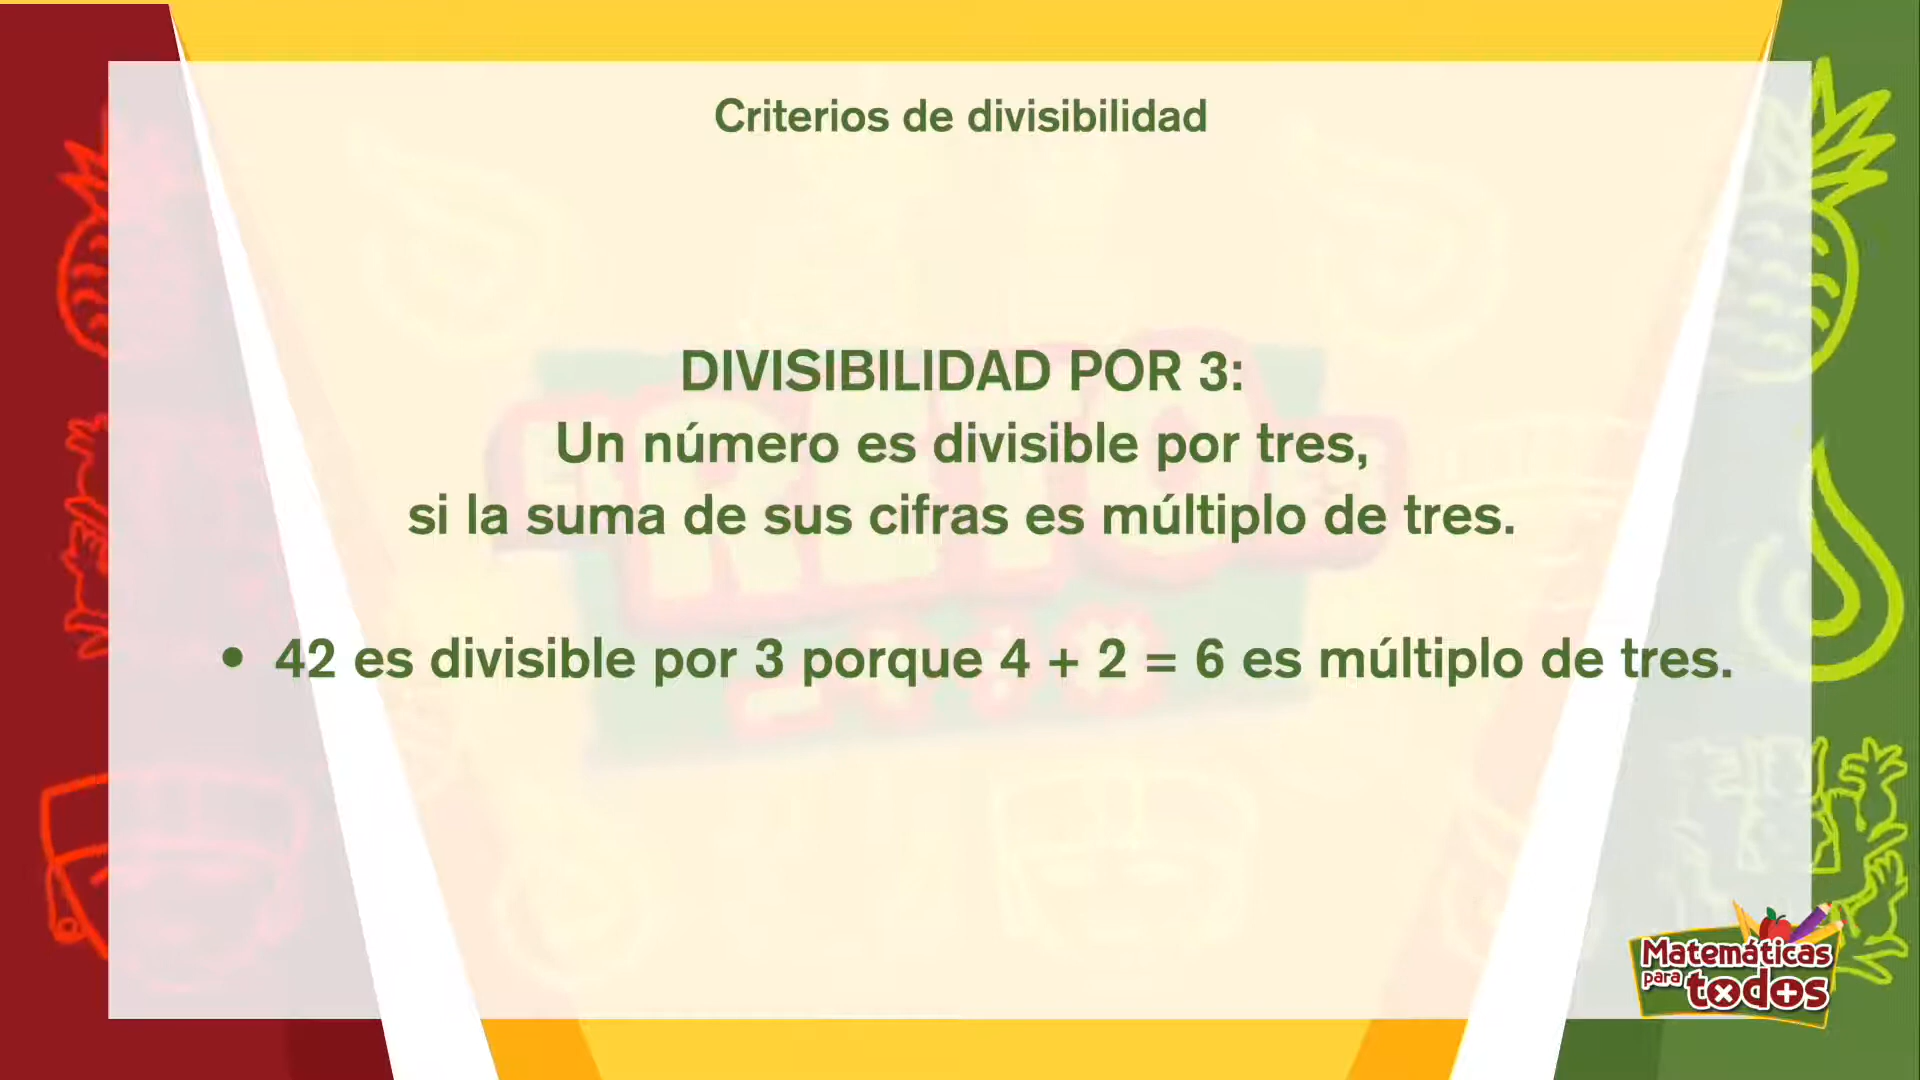 Criterios de divisibilidad
DIVISIBILIDAD POR 3:
Un número es divisible por tres,
si la suma de sus cifras es múltiplo de tres.
• 42 es divisible por 3 porque 4 + 2 = 6 es múltiplo de tres.
RETO
Matemáticas
para todos